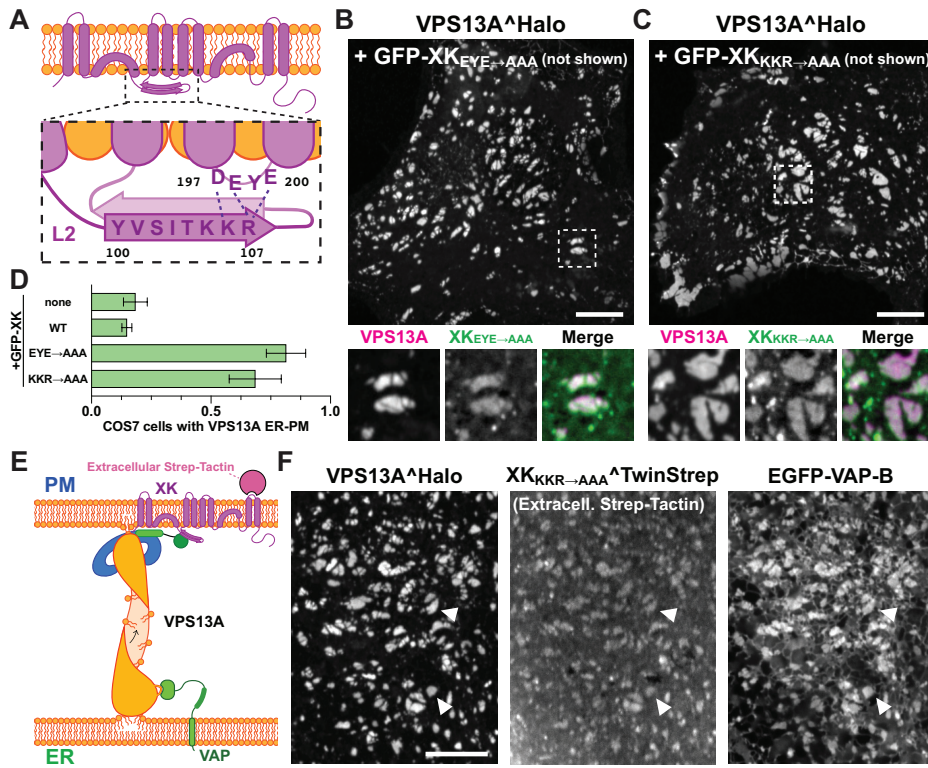 A
D
E Y
E
197
200
L2
Y V S I T K K R
100
107
B
VPS13A^Halo
+ GFP-XKEYE→AAA (not shown)
VPS13A
XKEYE→AAA
Merge
C
VPS13A^Halo
+ GFP-XKKKR→AAA (not shown)
VPS13A
XKKKR→AAA
Merge
D
+GFP-XK
none
WT
EYE→AAA
KKR→AAA
0.0
0.5
1.0
COS7 cells with VPS13A ER-PM
E
Extracellular Strep-Tactin
PM
XK
VPS13A
VAP
ER
F
VPS13A^Halo
XKKKR→AAA^TwinStrep
(Extracell. Strep-Tactin)
EGFP-VAP-B